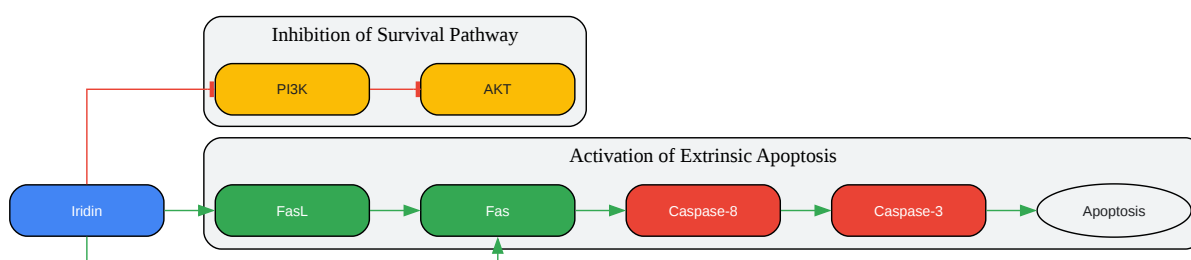 Inhibition of Survival Pathway
PI3K
AKT
Activation of Extrinsic Apoptosis
Iridin
FasL
Fas
Caspase-8
Caspase-3
Apoptosis